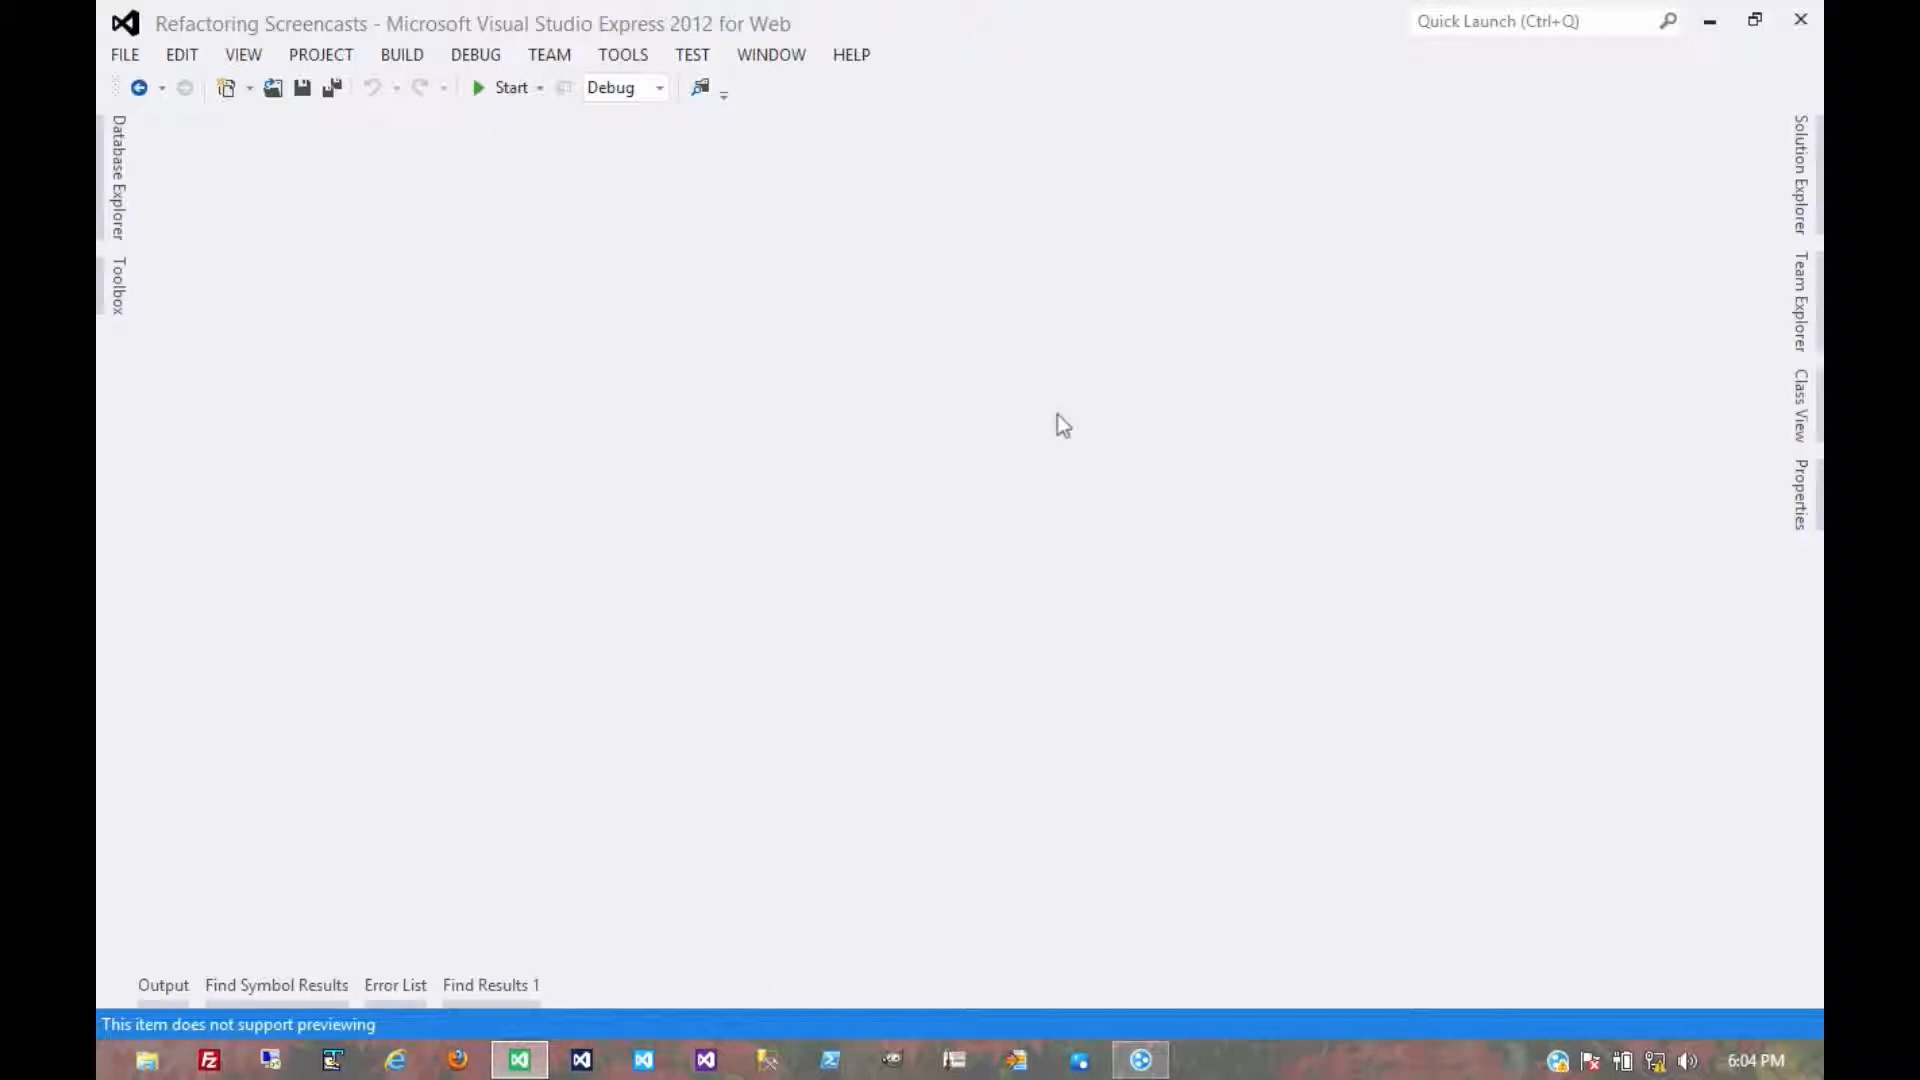 Refactoring Screencasts - Microsoft Visual Studio Express 2012 for Web
Quick Launch (Ctrl+Q)
FILE EDIT VIEW PROJECT BUILD DEBUG TEAM TOOLS TEST WINDOW HELP
Start Debug
Database Explorer
Toolbox
Solution Explorer
Team Explorer
Class View
Properties
Output Find Symbol Results Error List Find Results 1
This item does not support previewing
6:04 PM